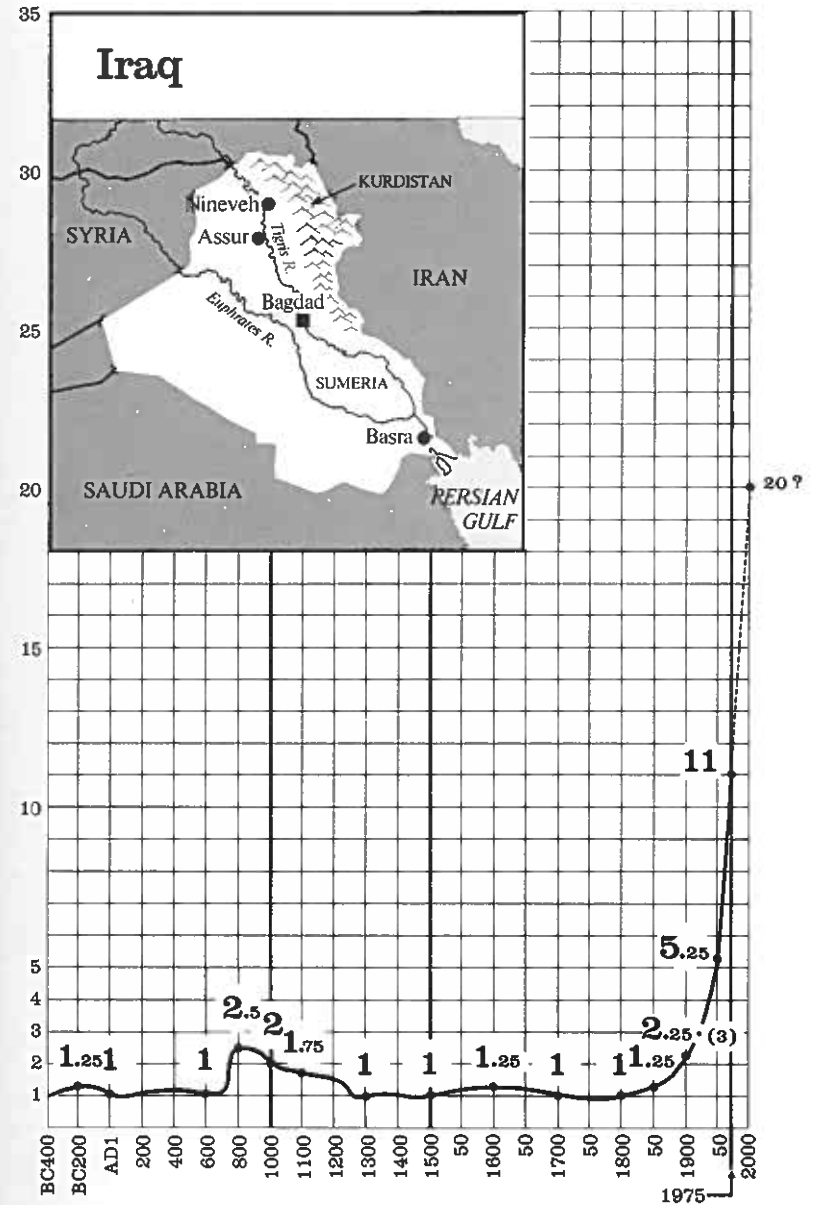 35
Iraq
30
KURDISTAN
Nineveh
SYRIA
Assur
Tigris R.
IRAN
Bagdad
Euphrates R.
25
SUMERIA
Basra
SAUDI ARABIA
PERSIAN
GULF
20
20?
15
11
10
5.25
5
4
3
2
1
2.5
2
1.75
2.25
(3)
1.25
1
1
1
1
1.25
1
1
1.25
BC400
BC200
AD1
200
400
600
800
1000
1100
1200
1300
1400
1500
50
1600
50
1700
50
1800
50
1900
50
2000
1975